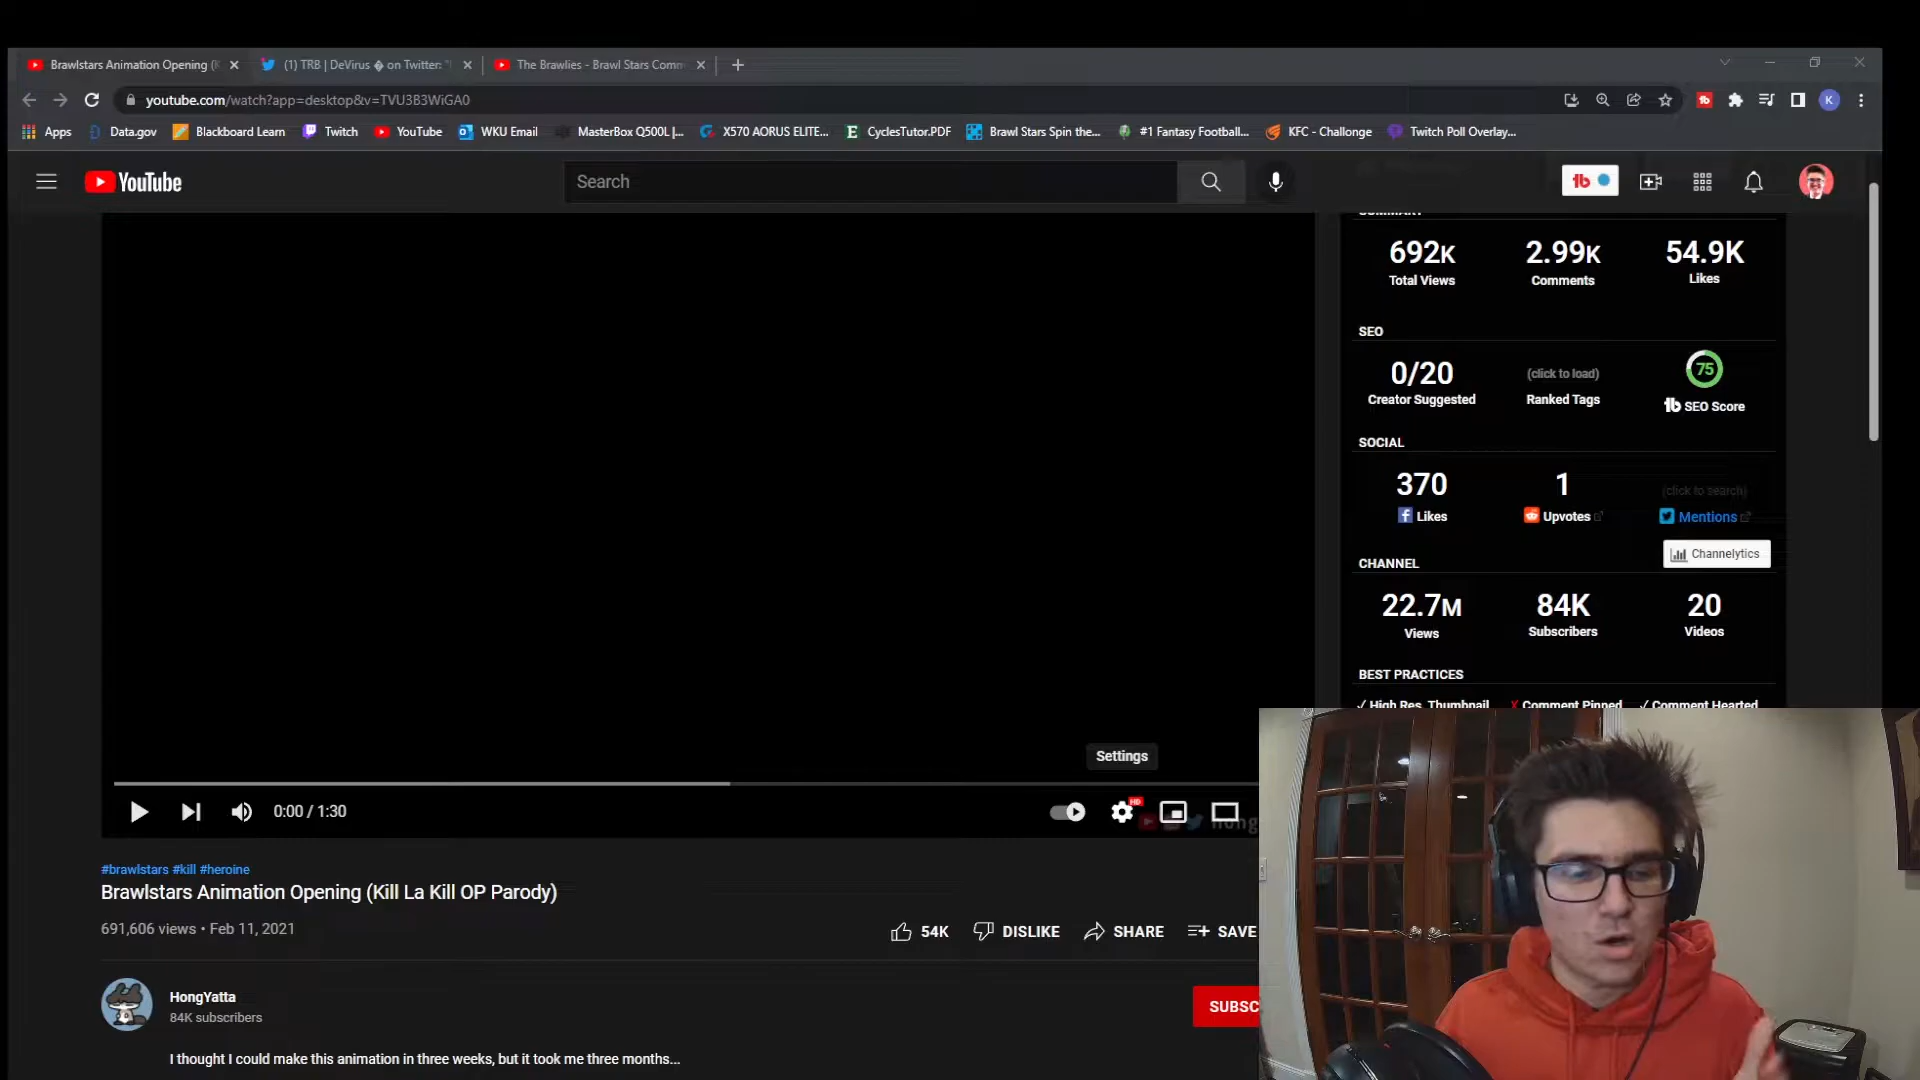 Brawlstars Animation Opening (K
(1) TRB | DeVirus � on Twitter: "I
The Brawlies - Brawl Stars Comm
youtube.com/watch?app=desktop&v=TVU3B3WiGA0
K
Apps
Data.gov
Blackboard Learn
Twitch
YouTube
WKU Email
MasterBox Q500L |...
X570 AORUS ELITE...
CyclesTutor.PDF
Brawl Stars Spin the...
#1 Fantasy Football...
KFC - Challonge
Twitch Poll Overlay...
YouTube
Search
tb
SUMMARY
692K
2.99K
54.9K
Total Views
Comments
Likes
SEO
0/20
(click to load)
75
Creator Suggested
Ranked Tags
tb SEO Score
SOCIAL
370
1
(click to search)
Likes
Upvotes
Mentions
Channelytics
CHANNEL
22.7M
84K
20
Views
Subscribers
Videos
BEST PRACTICES
✓ High Res. Thumbnail
✗ Comment Pinned
✓ Comment Hearted
Settings
0:00 / 1:30
HD
hong
#brawlstars #kill #heroine
Brawlstars Animation Opening (Kill La Kill OP Parody)
691,606 views • Feb 11, 2021
54K
DISLIKE
SHARE
SAVE
HongYatta
84K subscribers
SUBSC
I thought I could make this animation in three weeks, but it took me three months...